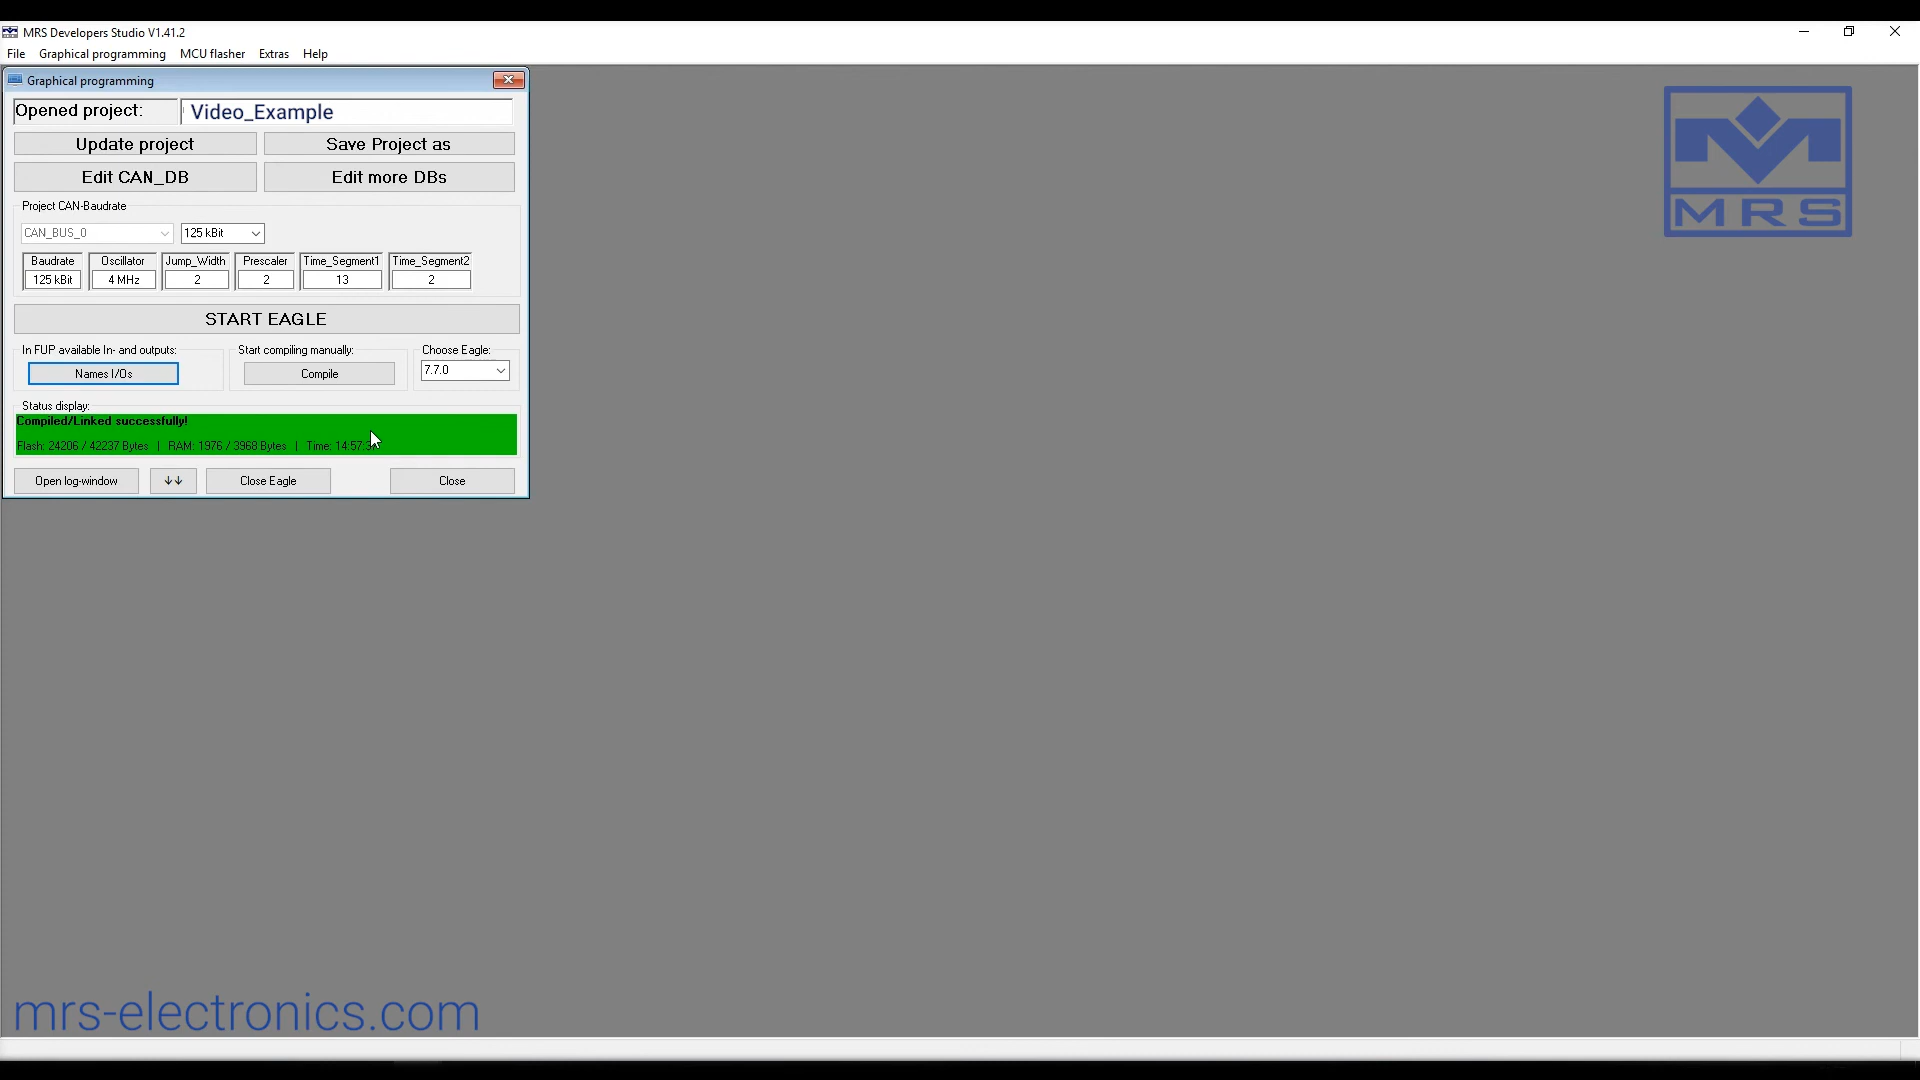 MRS Developers Studio V1.41.2
File Graphical programming MCU flasher Extras Help
Graphical programming
Opened project: Video_Example
Update project Save Project as
Edit CAN_DB Edit more DBs
Project CAN-Baudrate
CAN_BUS_0 125 kBit
Baudrate Oscillator Jump_Width Prescaler Time_Segment1 Time_Segment2
125 kBit 4 MHz 2 2 13 2
START EAGLE
In FUP available In- and outputs: Start compiling manually: Choose Eagle:
Names I/Os Compile 7.7.0
Status display:
Compiled/Linked successfully!
Flash: 24206 / 42237 Bytes | RAM: 1976 / 3968 Bytes | Time:
Open log-window ↓↓ Close Eagle Close
MRS
mrs-electronics.com